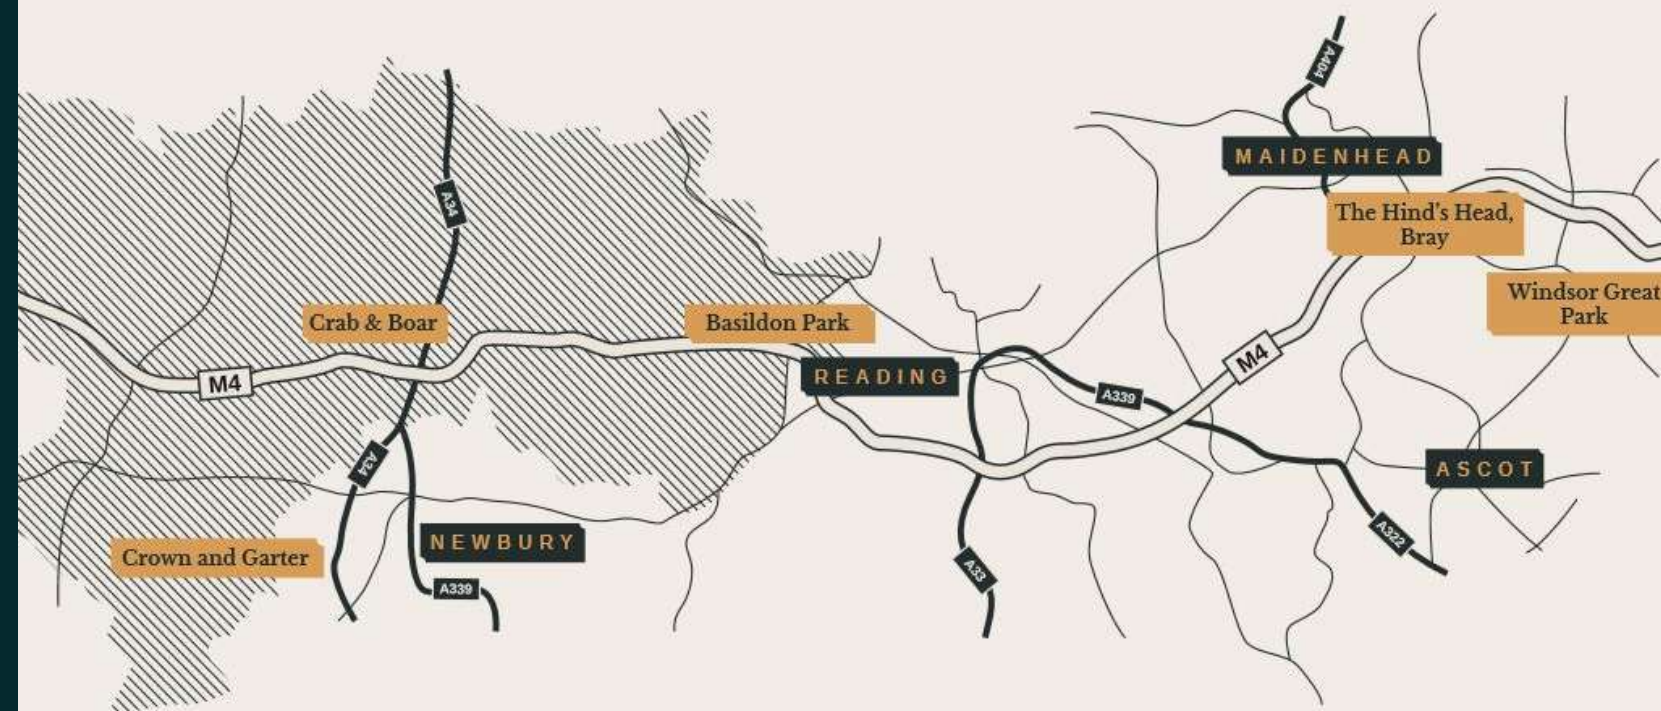 A404
MAIDENHEAD
A34
The Hind's Head,
Bray
Crab & Boar
Basildon Park
Windsor Great
Park
M4
READING
M4
A339
A34
ASCOT
NEWBURY
A322
Crown and Garter
A33
A339